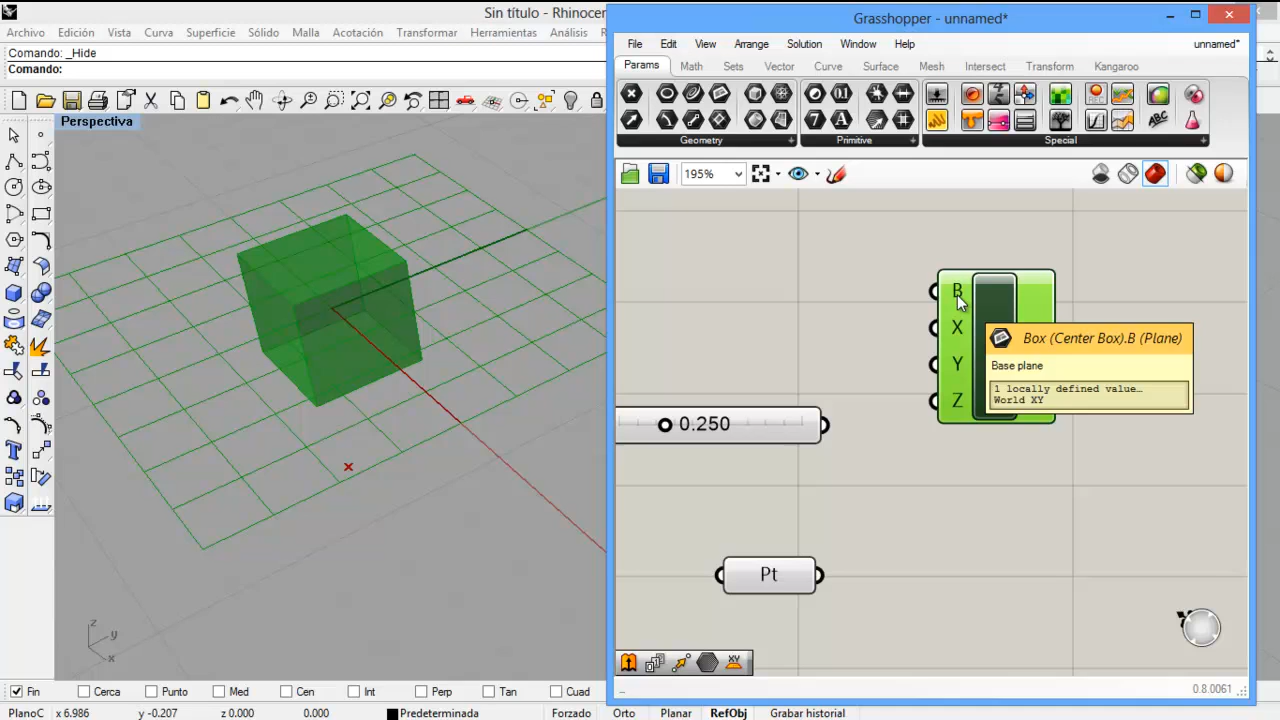 Sin título - Rhinocer
Archivo Edición Vista Curva Superficie Sólido Malla Acotación Transformar Herramientas Análisis R
Comando: _Hide
Comando:
Perspectiva
z
y
x
Fin Cerca Punto Med Cen Int Perp Tan Cuad
PlanoC x 6.986 y -0.207 z 0.000 0.000 Predeterminada Forzado Orto Planar RefObj Grabar historial
Grasshopper - unnamed*
File Edit View Arrange Solution Window Help unnamed*
Params Math Sets Vector Curve Surface Mesh Intersect Transform Kangaroo
Geometry Primitive Special
195%
B
X
Y
Z
Box (Center Box).B (Plane)
Base plane
1 locally defined value…
World XY
0.250
Pt
0.8.0061